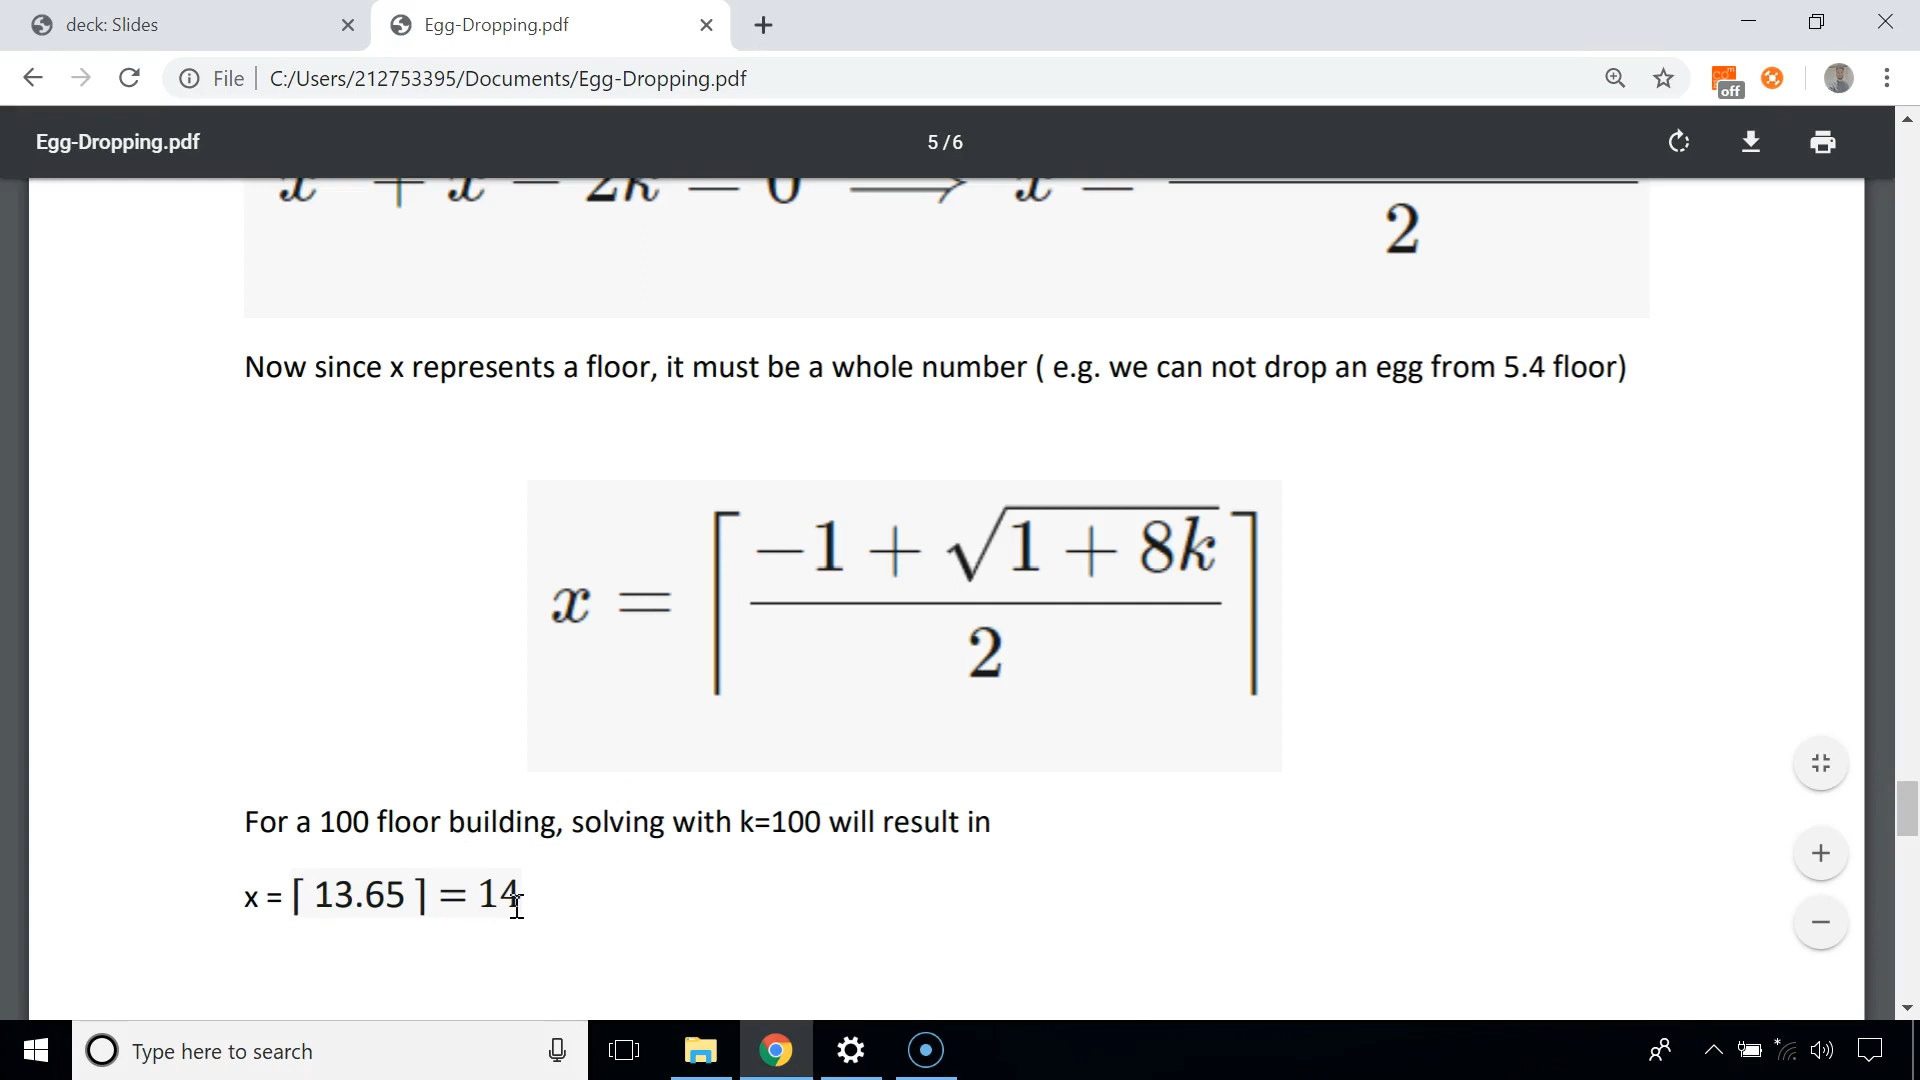 deck: Slides
Egg-Dropping.pdf
File
C:/Users/212753395/Documents/Egg-Dropping.pdf
off
Egg-Dropping.pdf
5/6
x + x − 2k = 0 ⟹ x =
2
Now since x represents a floor, it must be a whole number ( e.g. we can not drop an egg from 5.4 floor)
x = ⌈ (−1 + √(1 + 8k)) / 2 ⌉
For a 100 floor building, solving with k=100 will result in
x = ⌈ 13.65 ⌉ = 14
Type here to search